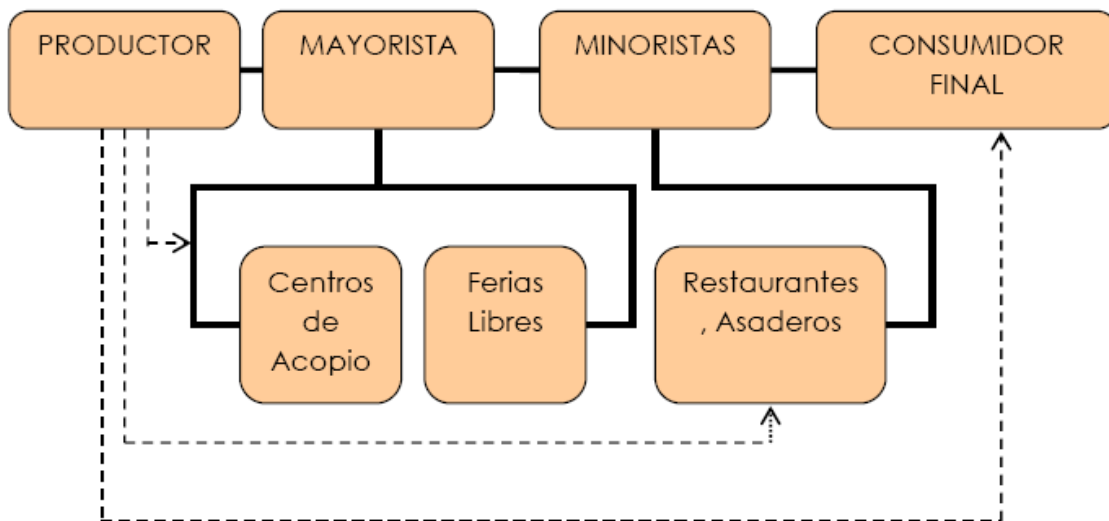 PRODUCTOR
MAYORISTA
MINORISTAS
CONSUMIDOR
FINAL
Centros
de
Acopio
Ferias
Libres
Restaurantes
, Asaderos